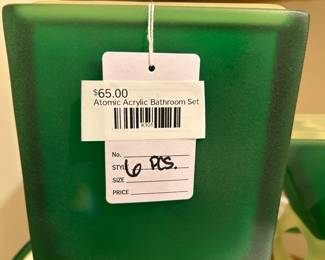 $65.00
Atomic Acrylic Bathroom Set
No.
STYLE 6 PCS.
SIZE
PRICE